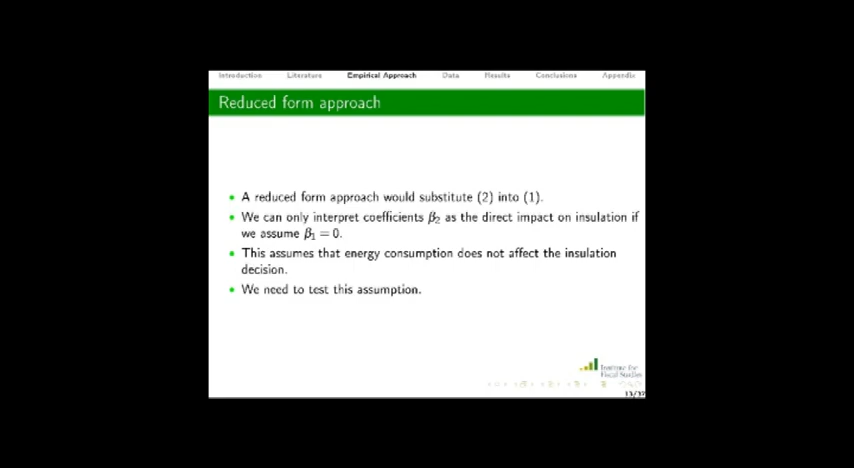 Introduction Literature Empirical Approach Data Results Conclusions Appendix
Reduced form approach
• A reduced form approach would substitute (2) into (1).
• We can only interpret coefficients β₂ as the direct impact on insulation if
we assume β₁ = 0.
• This assumes that energy consumption does not affect the insulation
decision.
• We need to test this assumption.
Institute for
Fiscal Studies